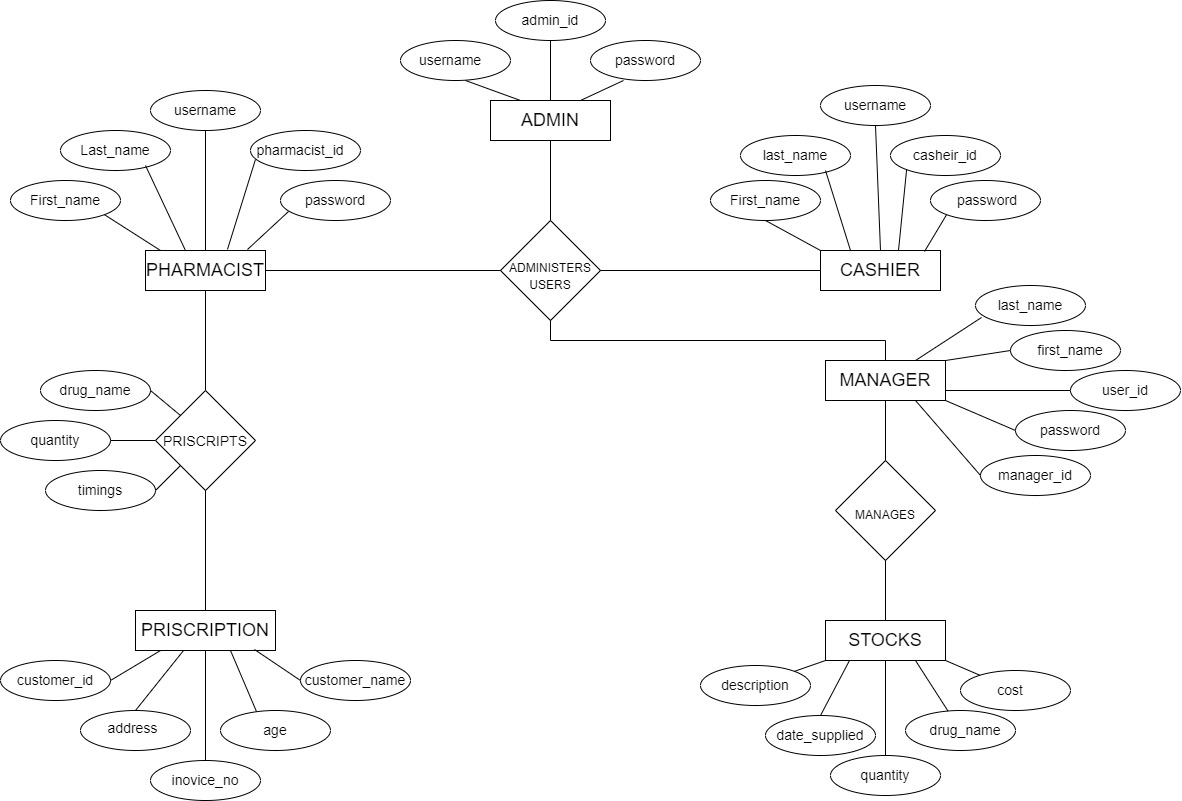 admin_id
username
password
ADMIN
username
Last_name
pharmacist_id
First_name
password
PHARMACIST
username
last_name
casheir_id
First_name
password
CASHIER
ADMINISTERS
USERS
last_name
first_name
user_id
password
manager_id
MANAGER
drug_name
quantity
timings
PRISCRIPTS
MANAGES
PRISCRIPTION
customer_id
customer_name
address
age
inovice_no
STOCKS
description
cost
date_supplied
drug_name
quantity